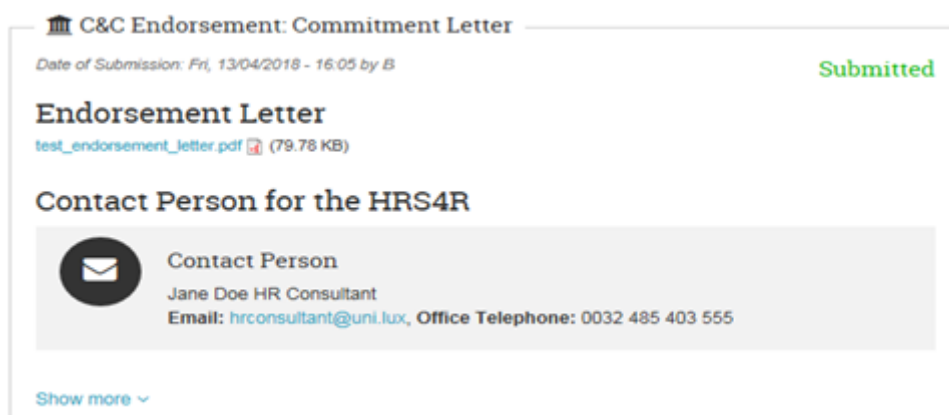 C&C Endorsement: Commitment Letter
Date of Submission: Fri, 13/04/2018 - 16:05 by B
Submitted
Endorsement Letter
test_endorsement_letter.pdf (79.78 KB)
Contact Person for the HRS4R
Contact Person
Jane Doe HR Consultant
Email: hrconsultant@uni.lux, Office Telephone: 0032 485 403 555
Show more